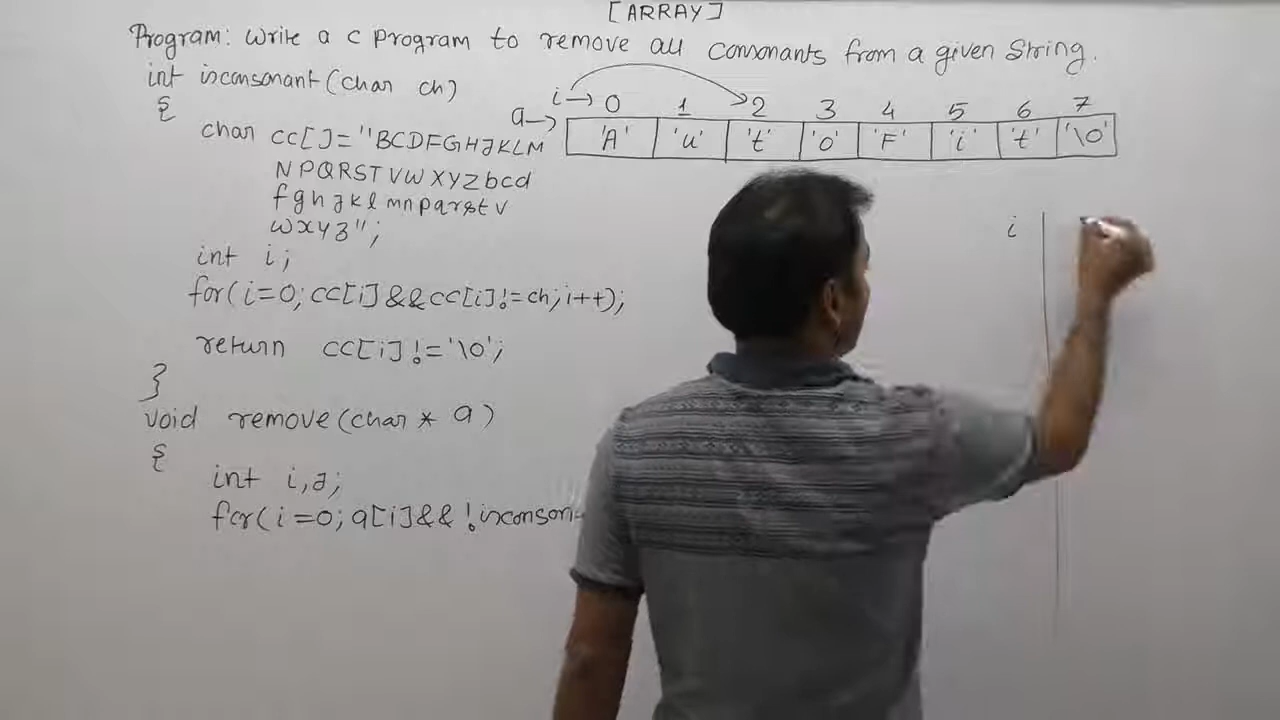 [ARRAY]
Program: Write a c program to remove all consonants from a given String.
int isconsonant(char ch)
{
char cc[]="BCDFGHJKLM
NPQRSTVWXYZbcd
fghjklmnpqrstv
wxyz";
int i;
for(i=0;cc[i]&&cc[i]!=ch;i++);
return cc[i]!='\0';
}
void remove(char * a)
{
int i,j;
for(i=0;a[i]&&!isconson
i→ 0 1 2 3 4 5 6 7
a→ 'A' 'u' 't' 'o' 'F' 'i' 't' '\0'
i